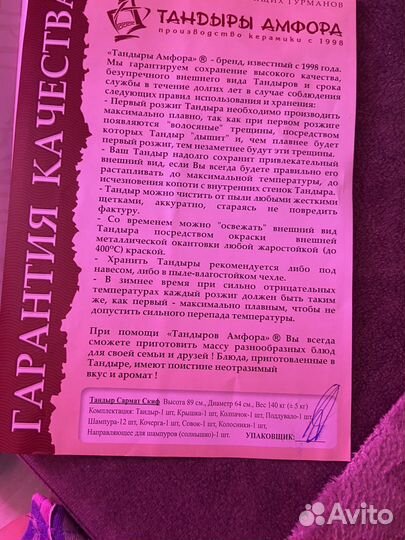 ЩИХ ГУРМАНОВ
ТАНДЫРЫ АМФОРА
производство керамики с 1998
ГАРАНТИЯ КАЧЕСТВА
«Тандыры Амфора»® - бренд, известный с 1998 года.
Мы гарантируем сохранение высокого качества,
безупречного внешнего вида Тандыров и срока
службы в течение долгих лет в случае соблюдения
следующих правил использования и хранения:
- Первый розжиг Тандыра необходимо производить
максимально плавно, так как при первом розжиге
появляются "волосяные" трещины, посредством
которых Тандыр "дышит" и, чем плавнее будет
первый розжиг, тем незаметнее будут эти трещины.
- Ваш Тандыр надолго сохранит привлекательный
внешний вид, если Вы всегда будете правильно его
растапливать до максимальной температуры, до
исчезновения копоти с внутренних стенок Тандыра.
- Тандыр можно чистить от пыли любыми жесткими
щетками, аккуратно, стараясь не повредить
фактуру.
- Со временем можно "освежать" внешний вид
Тандыра посредством окраски внешней
металлической окантовки любой жаростойкой (до
400°C) краской.
- Хранить Тандыры рекомендуется либо под
навесом, либо в пыле-влагостойком чехле.
- В зимнее время при сильно отрицательных
температурах каждый розжиг должен быть таким
же, как первый - максимально плавным, чтобы не
допустить сильного перепада температуры.
При помощи «Тандыров Амфора»® Вы всегда
сможете приготовить массу разнообразных блюд
для своей семьи и друзей ! Блюда, приготовленные в
Тандыре, имеют поистине неотразимый
вкус и аромат !
Тандыр Сармат Скиф Высота 89 см., Диаметр 64 см., Вес 140 кг (± 5 кг)
Комплектация: Тандыр-1 шт, Крышка-1 шт, Колпачок-1 шт, Поддувало-1 шт,
Шампура-12 шт, Кочерга-1 шт, Совок-1 шт, Колосники-1 шт,
Направляющее для шампуров (солнышко)-1 шт.
УПАКОВЩИК:
Avito